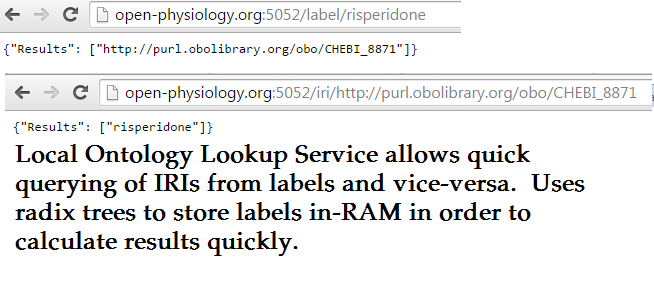 open-physiology.org:5052/label/risperidone
{"Results": ["http://purl.obolibrary.org/obo/CHEBI_8871"]}
open-physiology.org:5052/iri/http://purl.obolibrary.org/obo/CHEBI_8871
{"Results": ["risperidone"]}
Local Ontology Lookup Service allows quick
querying of IRIs from labels and vice-versa.  Uses
radix trees to store labels in-RAM in order to
calculate results quickly.